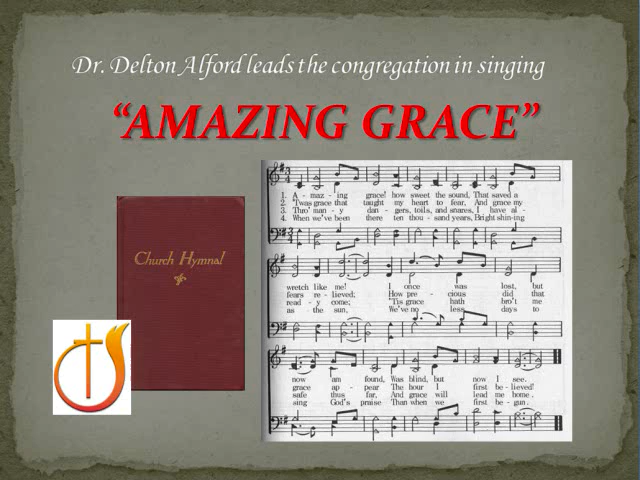 Dr. Delton Alford leads the congregation in singing
“AMAZING GRACE”
Church Hymnal
1. A - maz - ing grace! how sweet the sound, That saved a
2. 'Twas grace that taught my heart to fear, And grace my
3. Thro' man - y dan - gers, toils, and snares, I have al -
4. When we've been there ten thou - sand years, Bright shin-ing
wretch like me! I once was lost, but
fears re - lieved; How pre - cious did that
read - y come; 'Tis grace hath bro't me
as - the sun, We've no less days to
now am found, Was blind, but now I see.
grace ap - pear The hour I first be - lieved!
safe thus far, And grace will lead me home.
sing God's praise Than when we first be - gun.